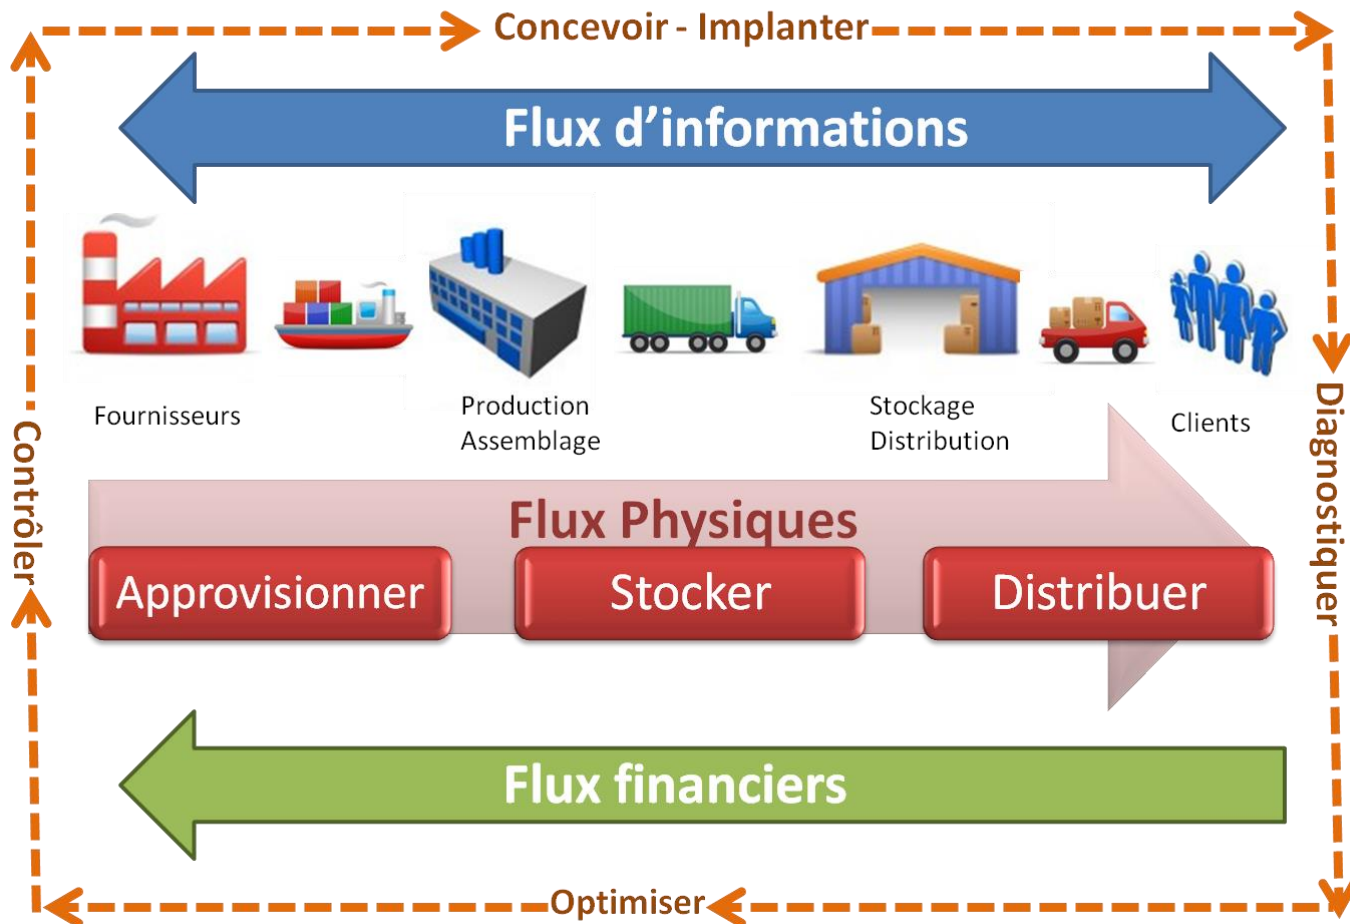 Concevoir - Implanter
Flux d’informations
Fournisseurs
Production
Assemblage
Stockage
Distribution
Clients
Contrôler
Diagnostiquer
Flux Physiques
Approvisionner
Stocker
Distribuer
Flux financiers
Optimiser